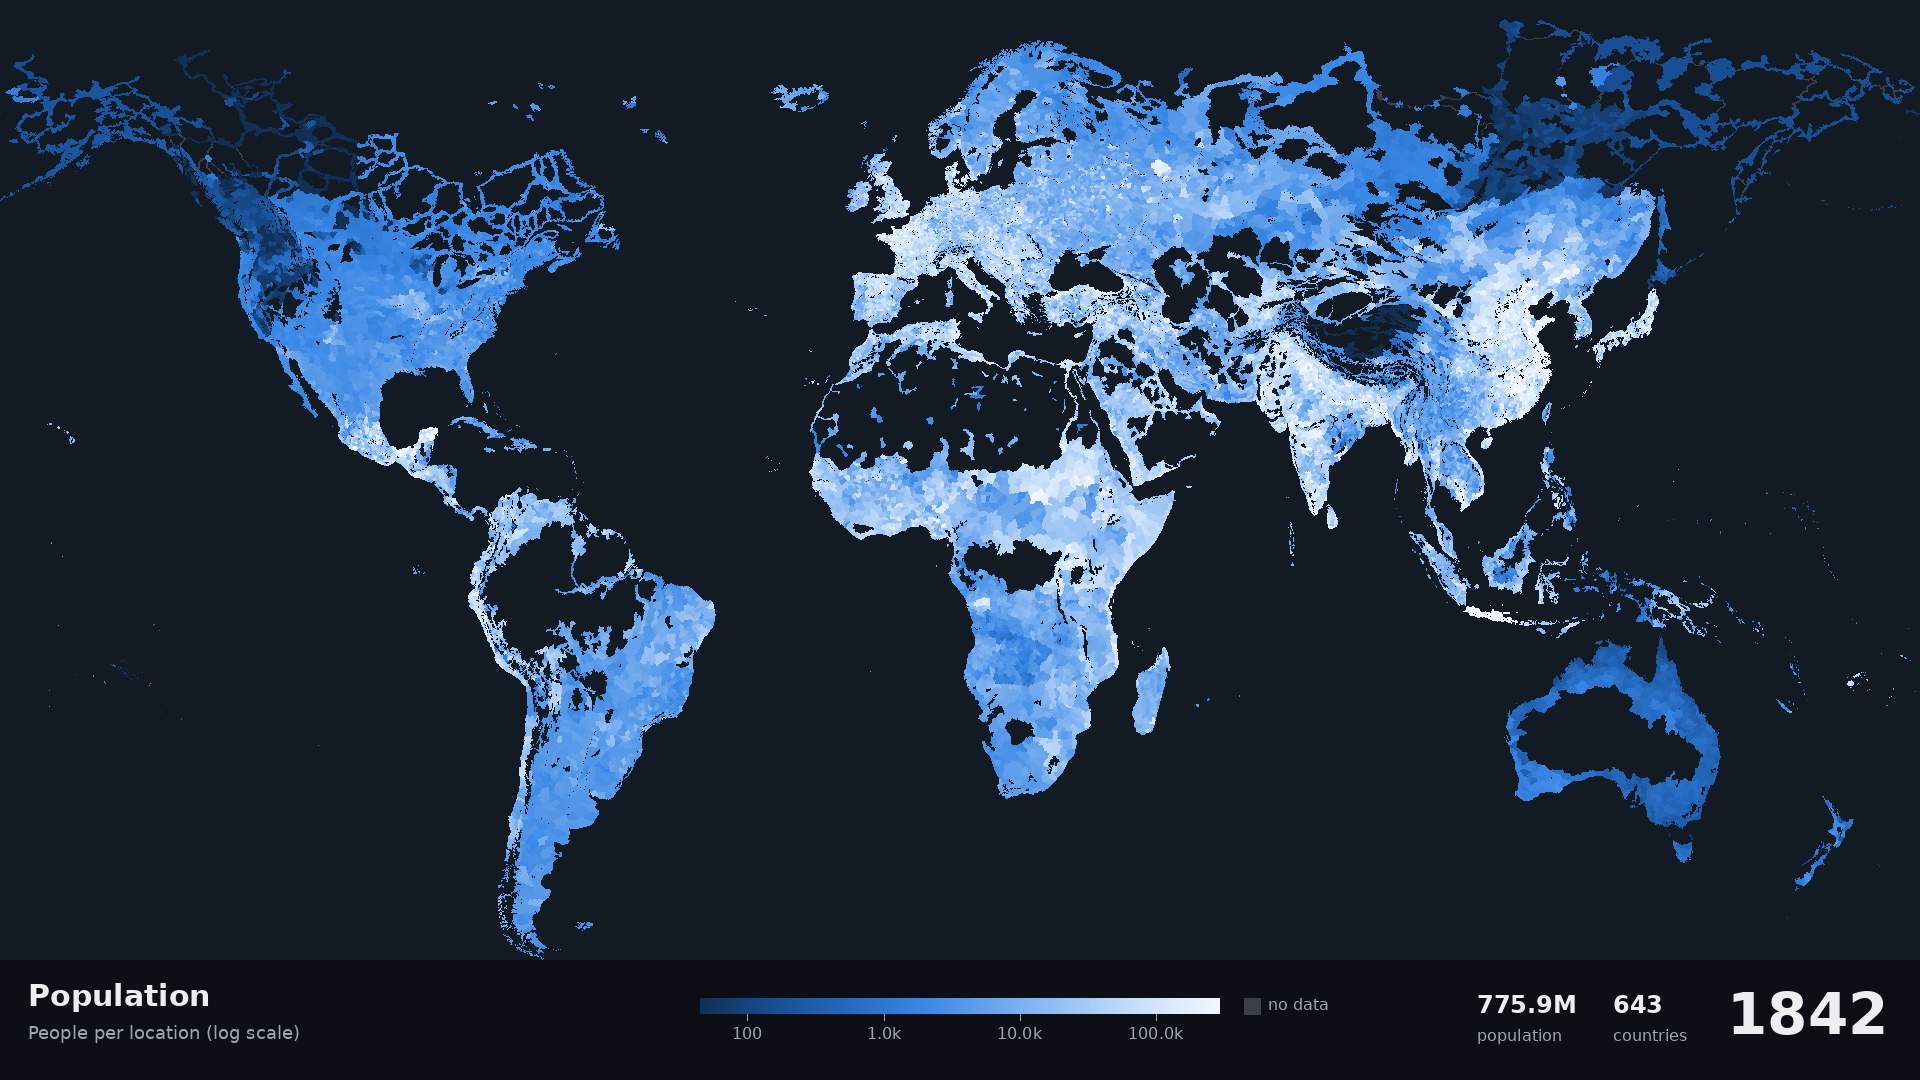 Population
People per location (log scale)
100 1.0k 10.0k 100.0k
no data
775.9M
population
643
countries
1842